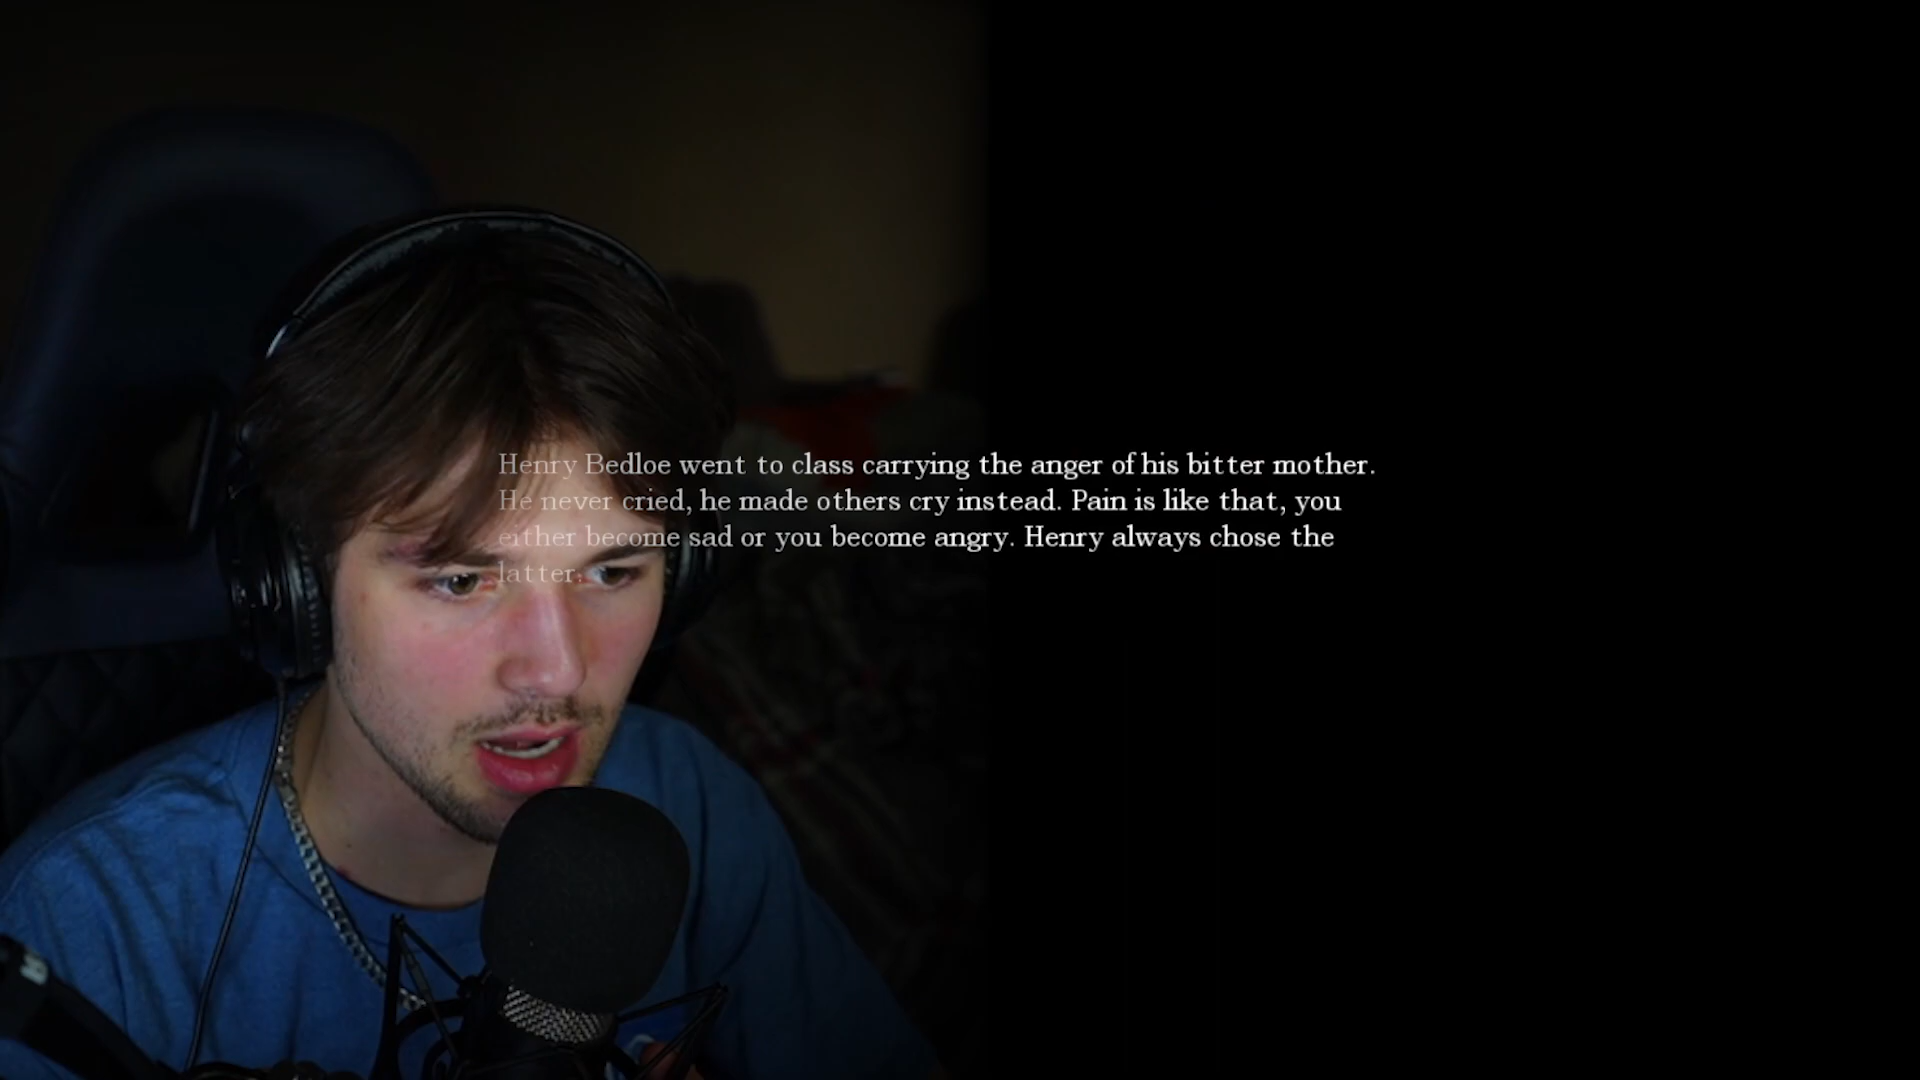 Henry Bedloe went to class carrying the anger of his bitter mother.
He never cried, he made others cry instead. Pain is like that, you
either become sad or you become angry. Henry always chose the
latter.